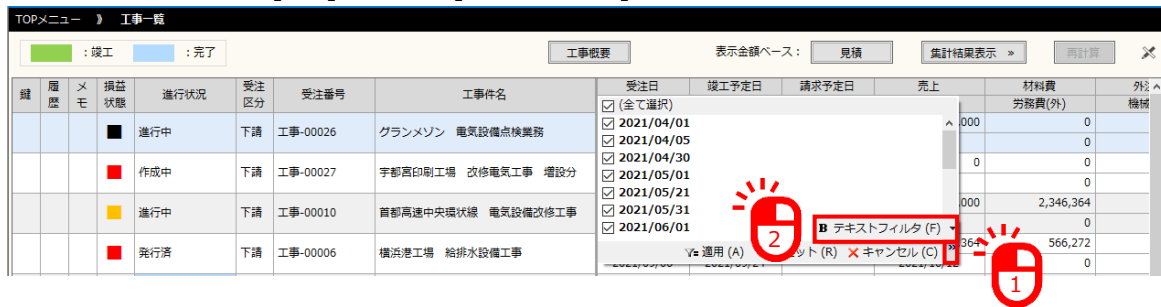 TOPメニュー 》 工事一覧
：竣工 ：完了 工事概要 表示金額ベース： 見積 集計結果表示 » 再計算
鍵 履歴 メモ 損益状態 進行状況 受注区分 受注番号 工事件名 受注日 竣工予定日 請求予定日 売上 材料費
労務費(外) 機械
(全て選択)
2021/04/01
2021/04/05
2021/04/30
2021/05/01
2021/05/21
2021/05/31
2021/06/01
進行中 下請 工事-00026 グランメゾン 電気設備点検業務 000 0
0
作成中 下請 工事-00027 宇都宮印刷工場 改修電気工事 増設分 0 0
0
進行中 下請 工事-00010 首都高速中央環状線 電気設備改修工事 000 2,346,364
0
発行済 下請 工事-00006 横浜港工場 給排水設備工事 364 566,272
0
B テキストフィルタ (F)
適用 (A) セット (R) キャンセル (C) »
2
1